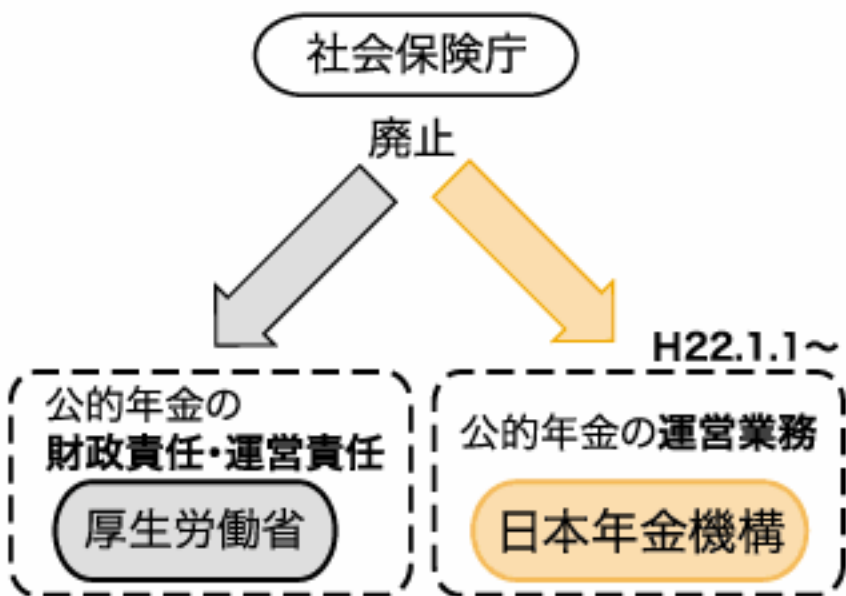 社会保険庁
廃止
公的年金の
財政責任・運営責任
厚生労働省
H22.1.1～
公的年金の運営業務
日本年金機構